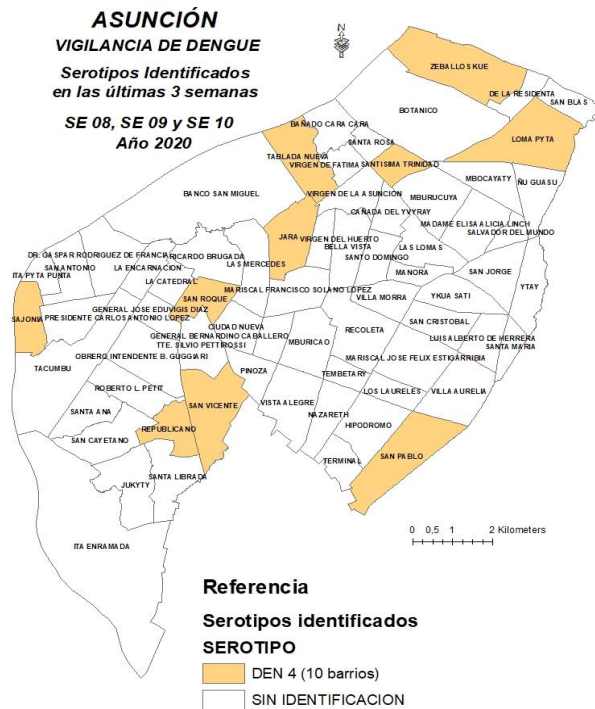 ASUNCIÓN
VIGILANCIA DE DENGUE
Serotipos Identificados
en las últimas 3 semanas
SE 08, SE 09 y SE 10
Año 2020
N
ZEBALLOS KUE
DE LA RESIDENTA
SAN BLAS
BOTANICO
LOMA PYTA
BAÑADO CARA CARA
SANTA ROSA
TABLADA NUEVA
VIRGEN DE FATIMA
SANTISIMA TRINIDAD
MBOCAYATY
ÑU GUASU
BANCO SAN MIGUEL
VIRGEN DE LA ASUNCIÓN
MBURUCUYA
CAÑADA DEL YVYRAY
MADAME ELISA ALICIA LINCH
SALVADOR DEL MUNDO
JARA
VIRGEN DEL HUERTO
BELLA VISTA
LAS LOMAS
SANTO DOMINGO
DR. GASPAR RODRIGUEZ DE FRANCIA
RICARDO BRUGADA
SAN ANTONIO
LA ENCARNACION
LAS MERCEDES
ITA PYTA PUNTA
LA CATEDRAL
MANORA
SAN JORGE
YTAY
MARISCAL FRANCISCO SOLANO LOPEZ
SAN ROQUE
VILLA MORRA
YKUA SATI
GENERAL JOSE EDUVIGIS DIAZ
SAJONIA
PRESIDENTE CARLOS ANTONIO LOPEZ
CIUDAD NUEVA
SAN CRISTOBAL
RECOLETA
GENERAL BERNARDINO CABALLERO
MBURICAO
LUIS ALBERTO DE HERRERA
TTE. SILVIO PETTIROSSI
SANTA MARIA
OBRERO INTENDENTE B. GUGGIARI
MARISCAL JOSE FELIX ESTIGARRIBIA
TACUMBU
PINOZA
TEMBETARY
ROBERTO L. PETIT
LOS LAURELES
VILLA AURELIA
SAN VICENTE
VISTA ALEGRE
SANTA ANA
NAZARETH
HIPODROMO
REPUBLICANO
SAN CAYETANO
SAN PABLO
TERMINAL
SANTA LIBRADA
JUKYTY
ITA ENRAMADA
0 0,5 1 2 Kilometers
Referencia
Serotipos identificados
SEROTIPO
DEN 4 (10 barrios)
SIN IDENTIFICACION